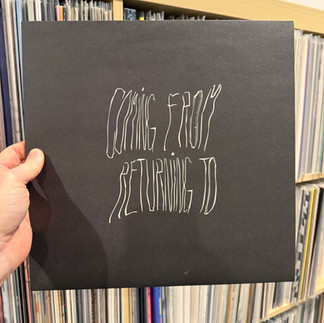 COMING FROM
RETURNING TO